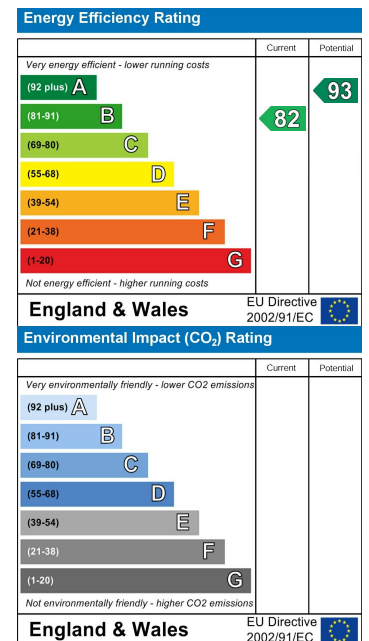 Energy Efficiency Rating
Current Potential
Very energy efficient - lower running costs
(92 plus) A
93
(81-91) B
82
(69-80) C
(55-68) D
(39-54) E
(21-38) F
(1-20) G
Not energy efficient - higher running costs
England & Wales
EU Directive
2002/91/EC
Environmental Impact (CO₂) Rating
Current Potential
Very environmentally friendly - lower CO2 emissions
(92 plus) A
(81-91) B
(69-80) C
(55-68) D
(39-54) E
(21-38) F
(1-20) G
Not environmentally friendly - higher CO2 emissions
England & Wales
EU Directive
2002/91/EC